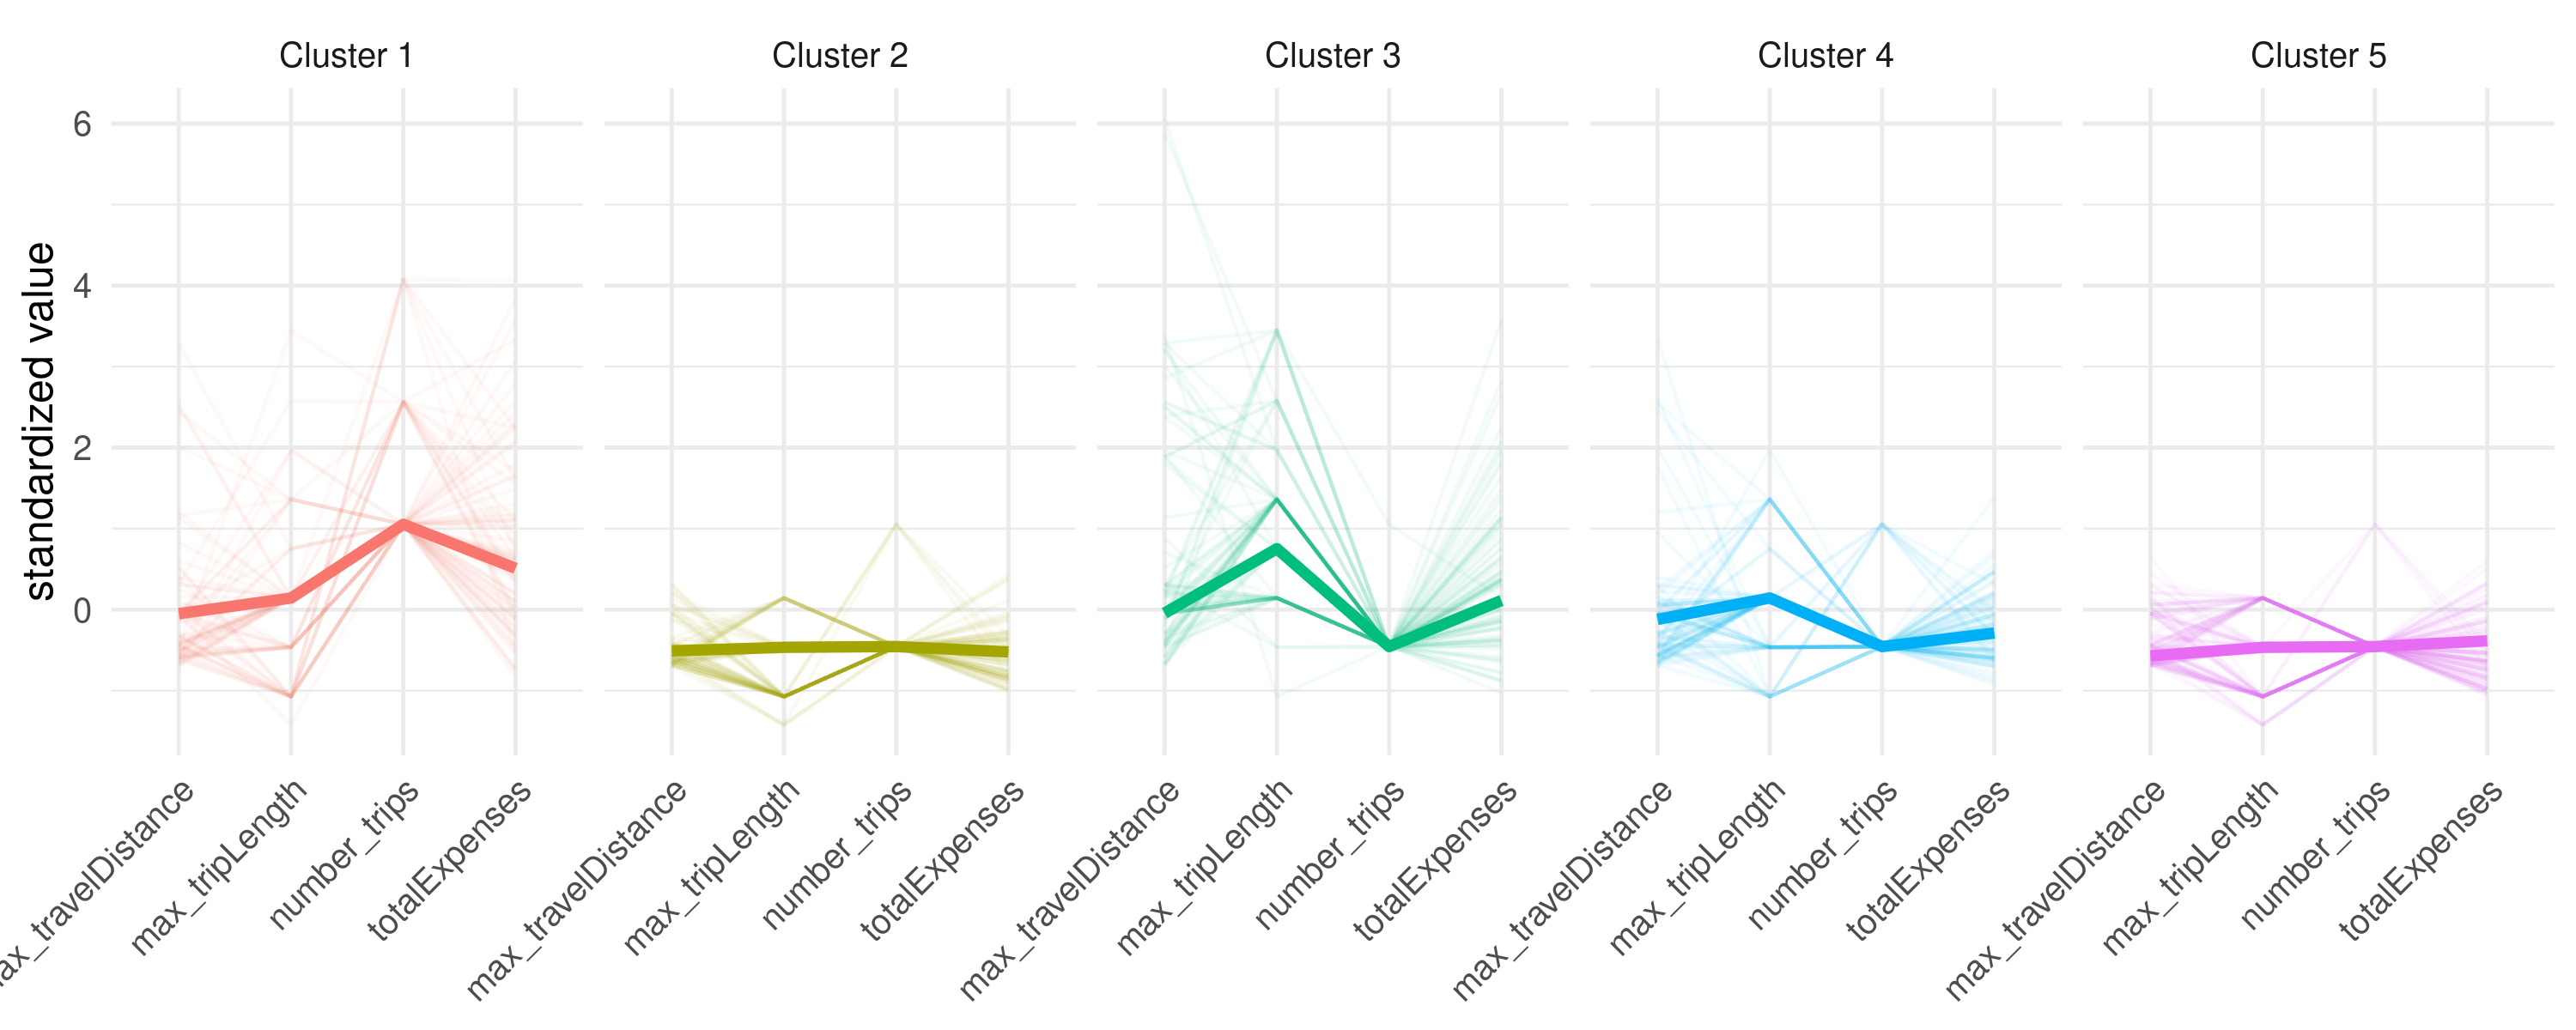 Cluster 1
Cluster 2
Cluster 3
Cluster 4
Cluster 5
standardized value
6
4
2
0
ax_travelDistance
max_tripLength
number_trips
totalExpenses
max_travelDistance
max_tripLength
number_trips
totalExpenses
max_travelDistance
max_tripLength
number_trips
totalExpenses
max_travelDistance
max_tripLength
number_trips
totalExpenses
max_travelDistance
max_tripLength
number_trips
totalExpenses